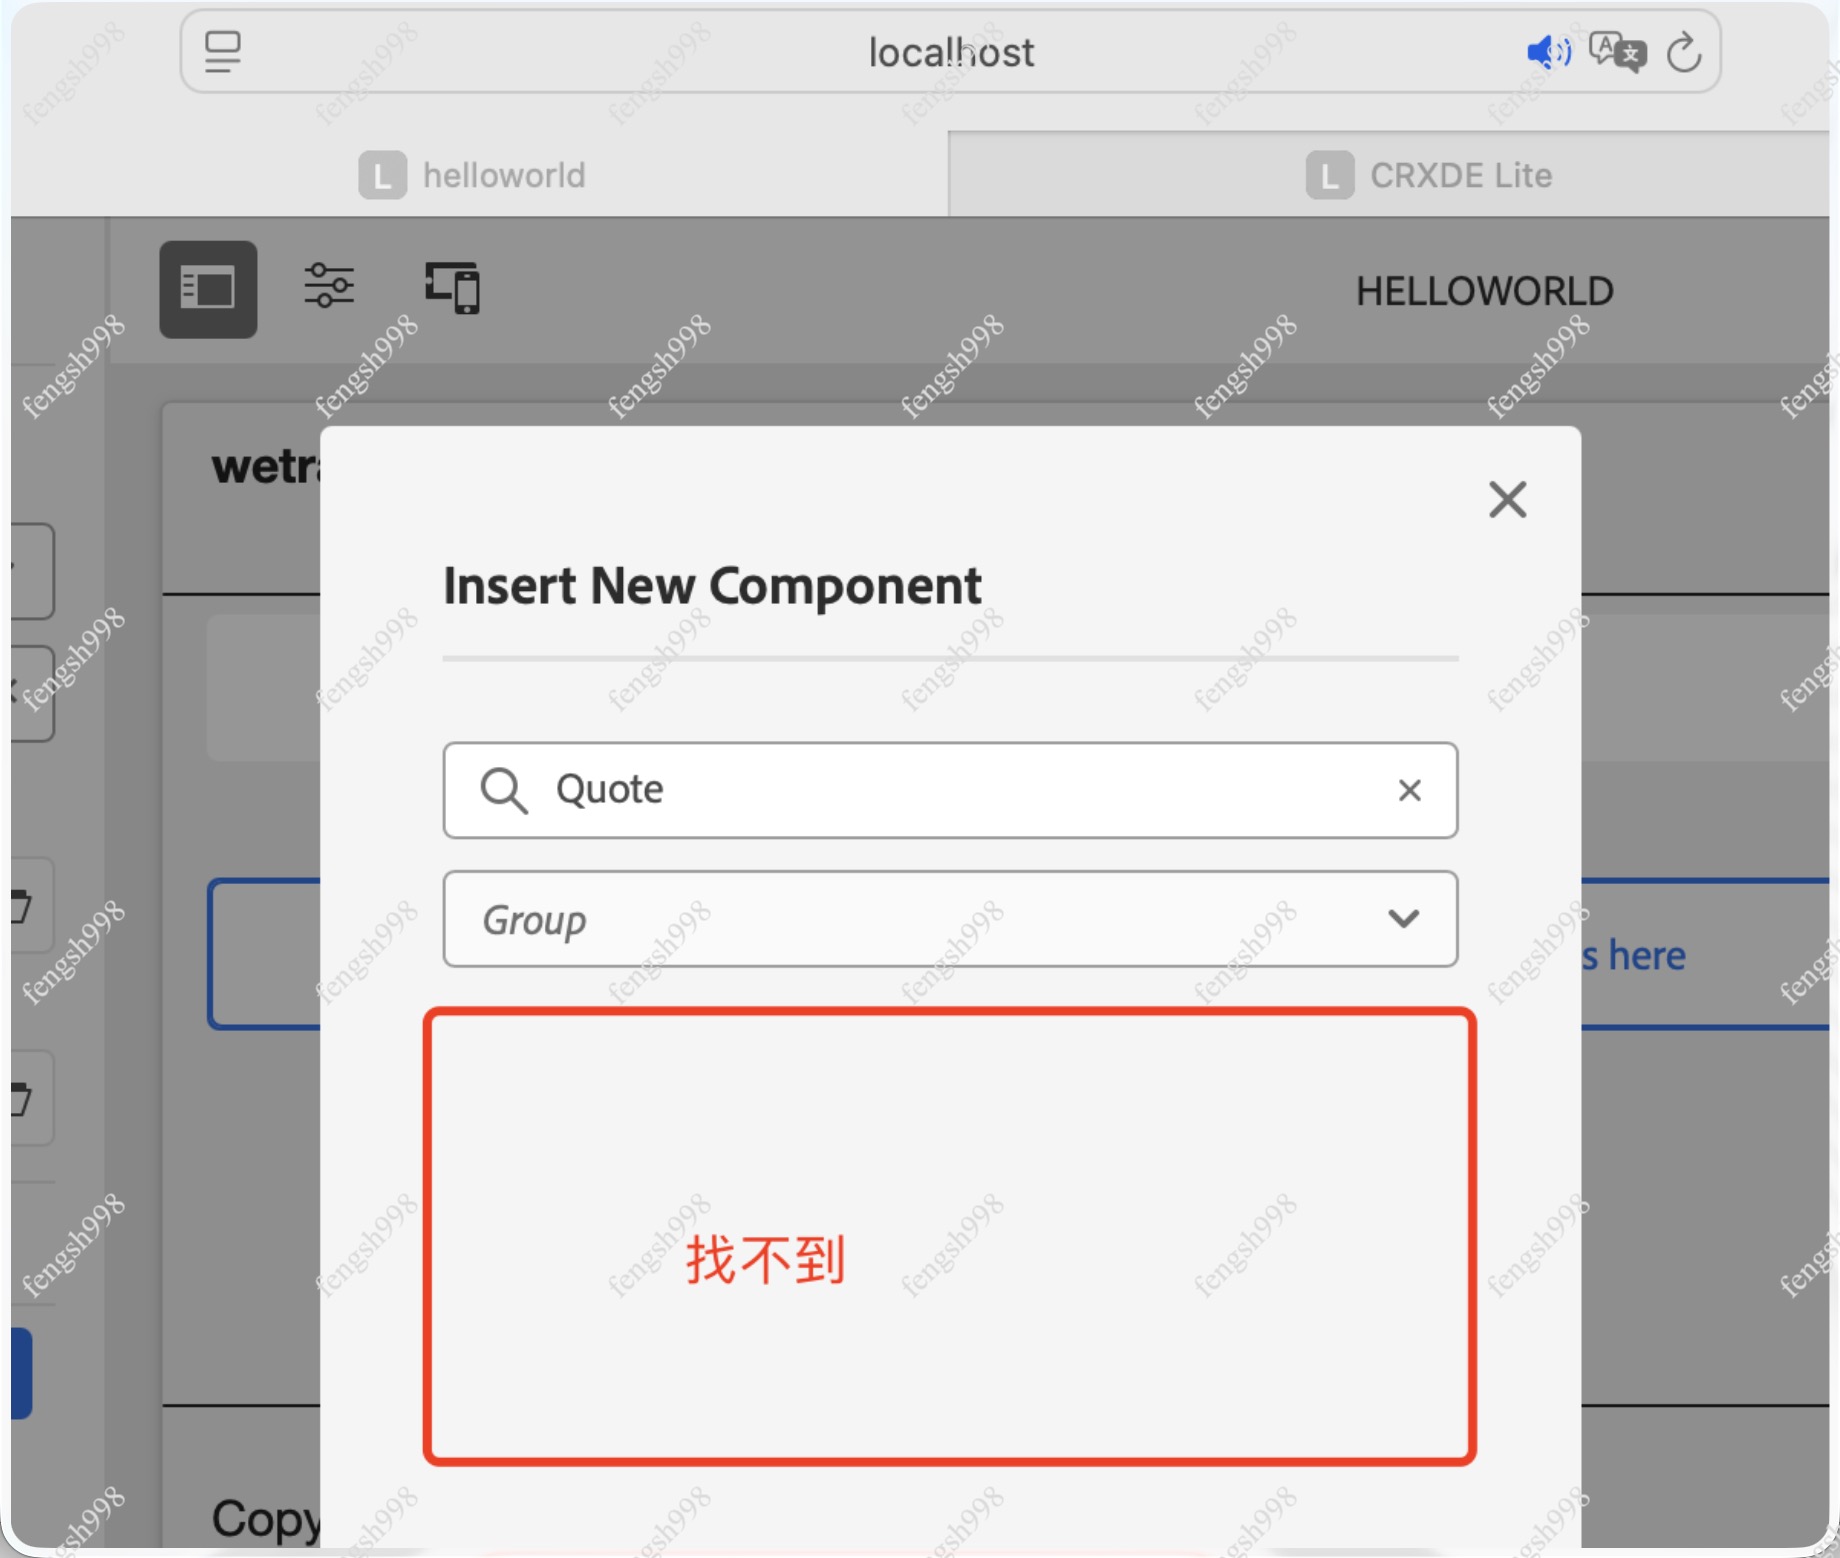 localhost
L helloworld
L CRXDE Lite
HELLOWORLD
wetr
Insert New Component
Quote
Group
s here
找不到
Copy
fengsh998